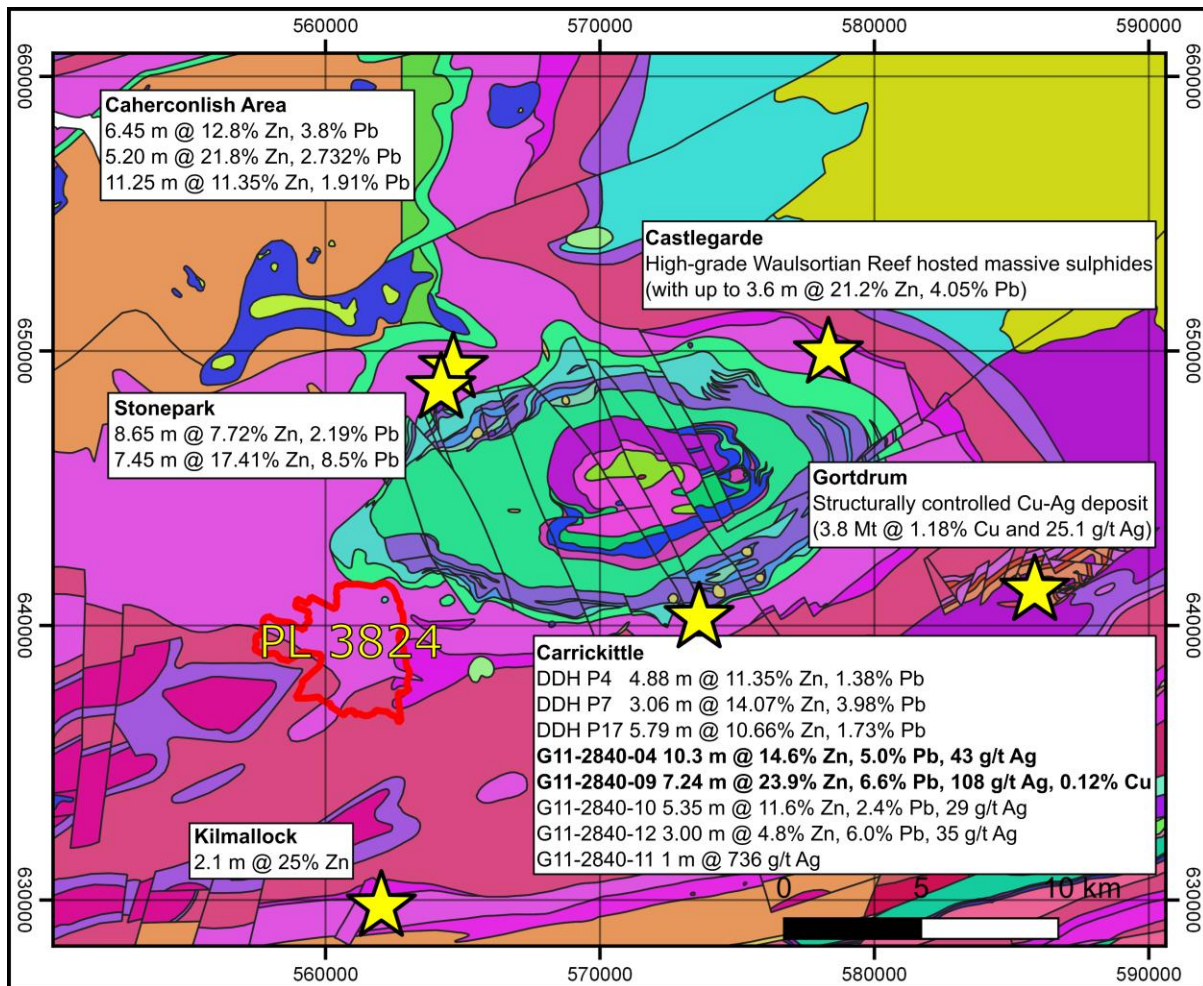 560000 570000 580000 590000
660000 660000
Caherconlish Area
6.45 m @ 12.8% Zn, 3.8% Pb
5.20 m @ 21.8% Zn, 2.732% Pb
11.25 m @ 11.35% Zn, 1.91% Pb
Castlegarde
High-grade Waulsortian Reef hosted massive sulphides
(with up to 3.6 m @ 21.2% Zn, 4.05% Pb)
650000 650000
Stonepark
8.65 m @ 7.72% Zn, 2.19% Pb
7.45 m @ 17.41% Zn, 8.5% Pb
Gortdrum
Structurally controlled Cu-Ag deposit
(3.8 Mt @ 1.18% Cu and 25.1 g/t Ag)
640000 640000
PL 3824
Carrickittle
DDH P4 4.88 m @ 11.35% Zn, 1.38% Pb
DDH P7 3.06 m @ 14.07% Zn, 3.98% Pb
DDH P17 5.79 m @ 10.66% Zn, 1.73% Pb
G11-2840-04 10.3 m @ 14.6% Zn, 5.0% Pb, 43 g/t Ag
G11-2840-09 7.24 m @ 23.9% Zn, 6.6% Pb, 108 g/t Ag, 0.12% Cu
G11-2840-10 5.35 m @ 11.6% Zn, 2.4% Pb, 29 g/t Ag
G11-2840-12 3.00 m @ 4.8% Zn, 6.0% Pb, 35 g/t Ag
G11-2840-11 1 m @ 736 g/t Ag
Kilmallock
2.1 m @ 25% Zn
0 5 10 km
630000 630000
560000 570000 580000 590000